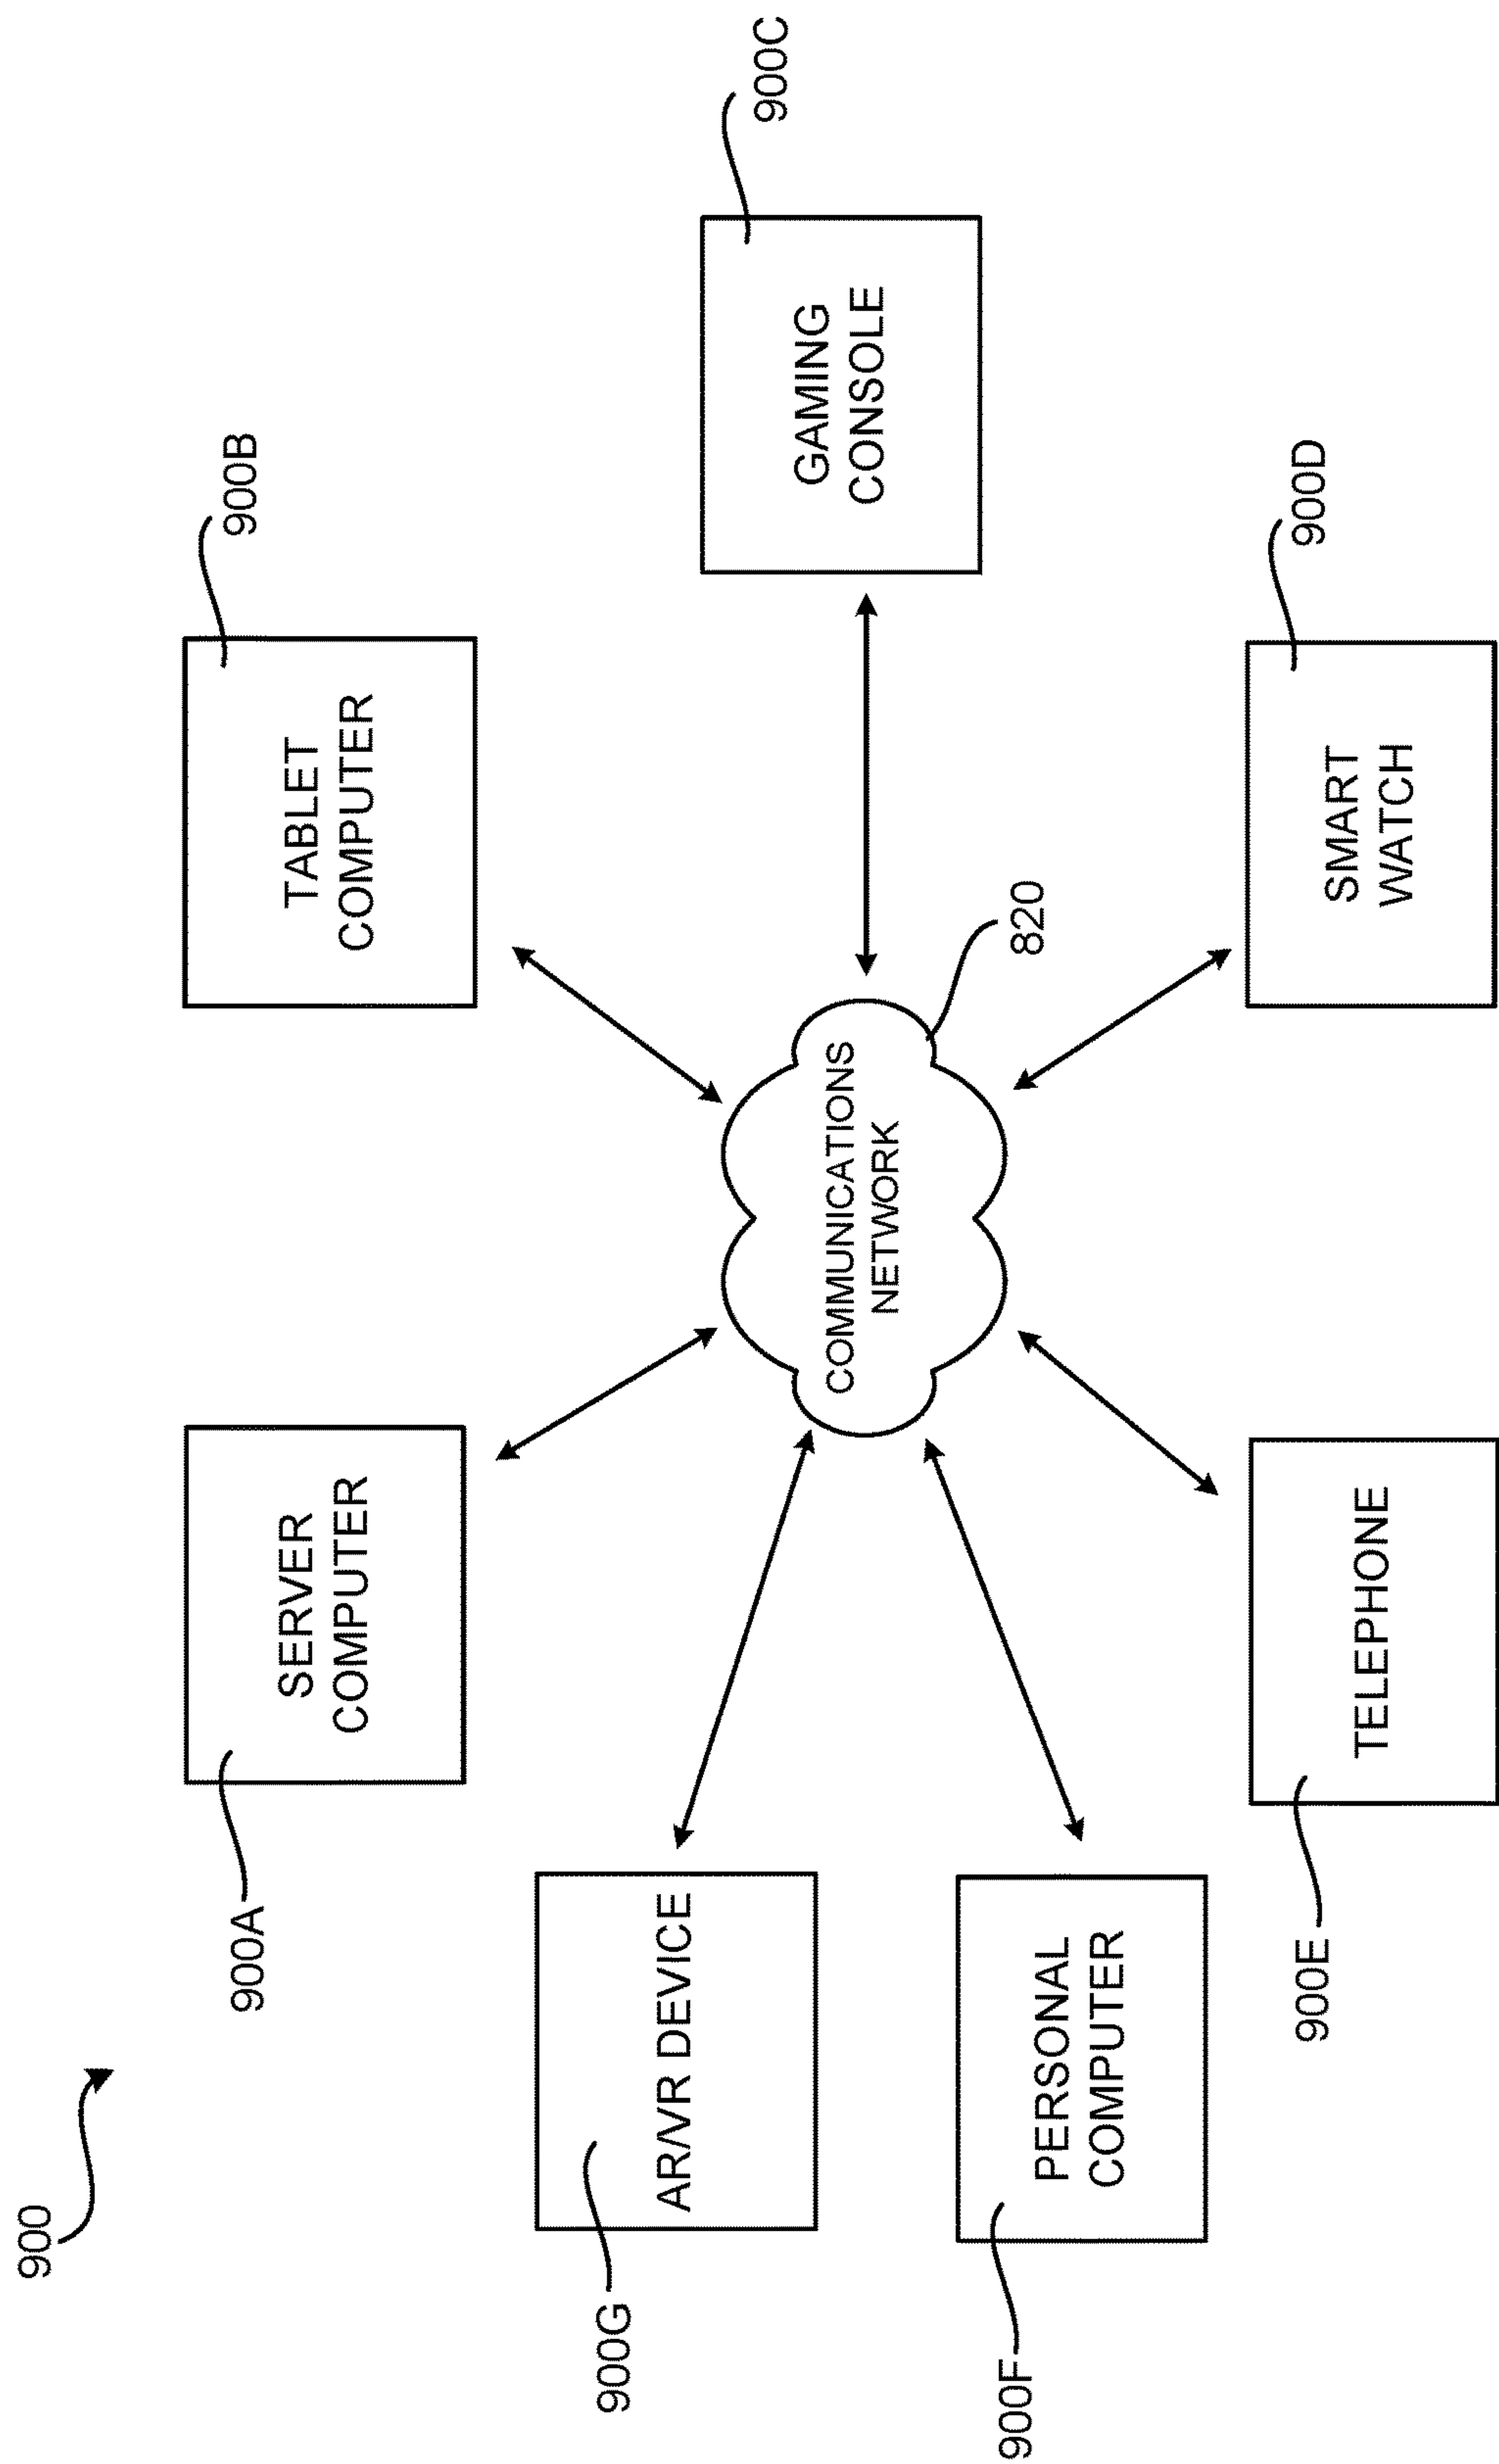 900
900A
SERVER
COMPUTER
900B
TABLET
COMPUTER
900G
AR/VR DEVICE
COMMUNICATIONS
NETWORK
820
900C
GAMING
CONSOLE
900F
PERSONAL
COMPUTER
900E
TELEPHONE
900D
SMART
WATCH